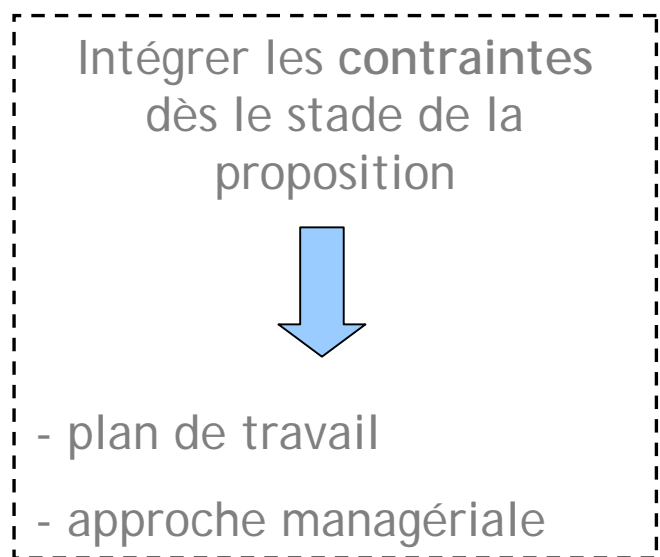 Intégrer les contraintes
dès le stade de la
proposition
- plan de travail
- approche managériale